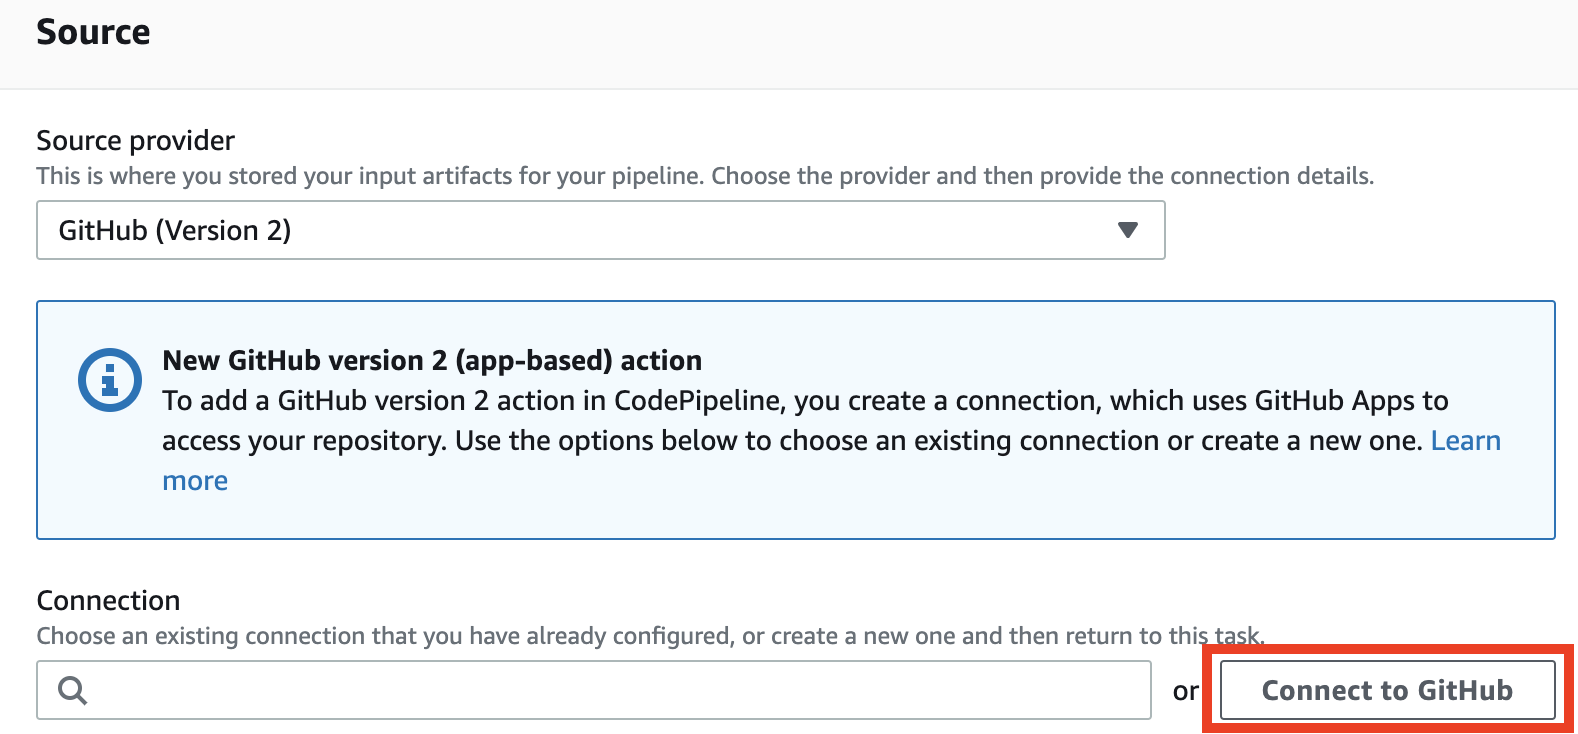 Source
Source provider
This is where you stored your input artifacts for your pipeline. Choose the provider and then provide the connection details.
GitHub (Version 2)
New GitHub version 2 (app-based) action
To add a GitHub version 2 action in CodePipeline, you create a connection, which uses GitHub Apps to
access your repository. Use the options below to choose an existing connection or create a new one. Learn
more
Connection
Choose an existing connection that you have already configured, or create a new one and then return to this task.
or Connect to GitHub